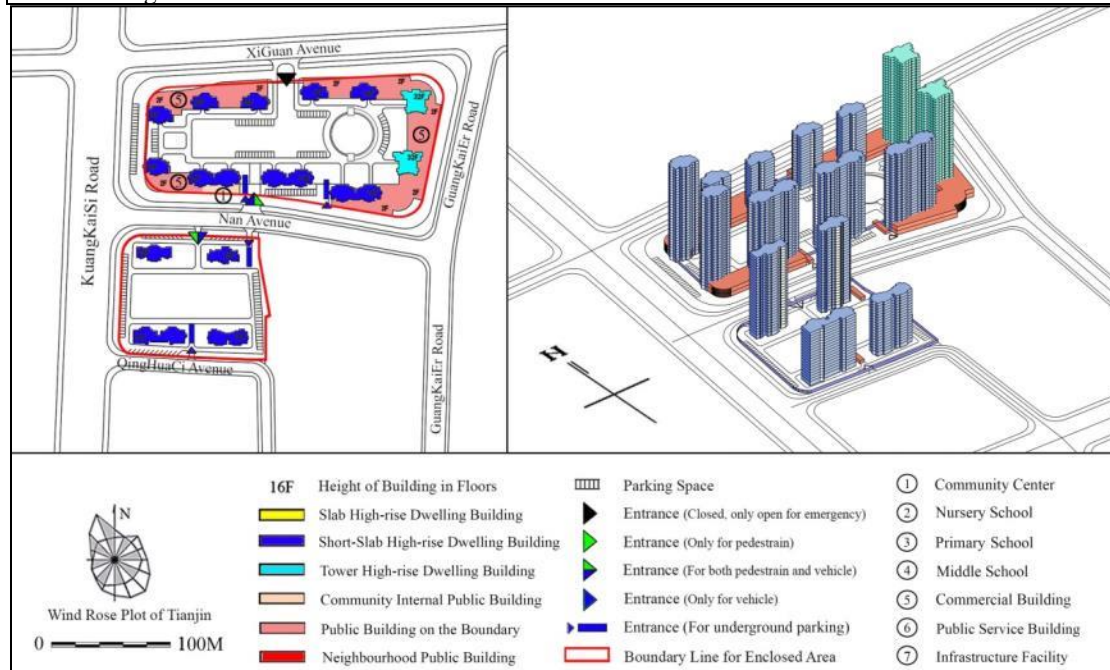 XiGuan Avenue
KuangKaiSi Road
GuangKaiEr Road
5
5
5
1
Nan Avenue
GuangKaiEr Road
QingHuaCi Avenue
N
N
Wind Rose Plot of Tianjin
0 100M
16F Height of Building in Floors
Slab High-rise Dwelling Building
Short-Slab High-rise Dwelling Building
Tower High-rise Dwelling Building
Community Internal Public Building
Public Building on the Boundary
Neighbourhood Public Building
Parking Space
Entrance (Closed, only open for emergency)
Entrance (Only for pedestrain)
Entrance (For both pedestrain and vehicle)
Entrance (Only for vehicle)
Entrance (For underground parking)
Boundary Line for Enclosed Area
1 Community Center
2 Nursery School
3 Primary School
4 Middle School
5 Commercial Building
6 Public Service Building
7 Infrastructure Facility